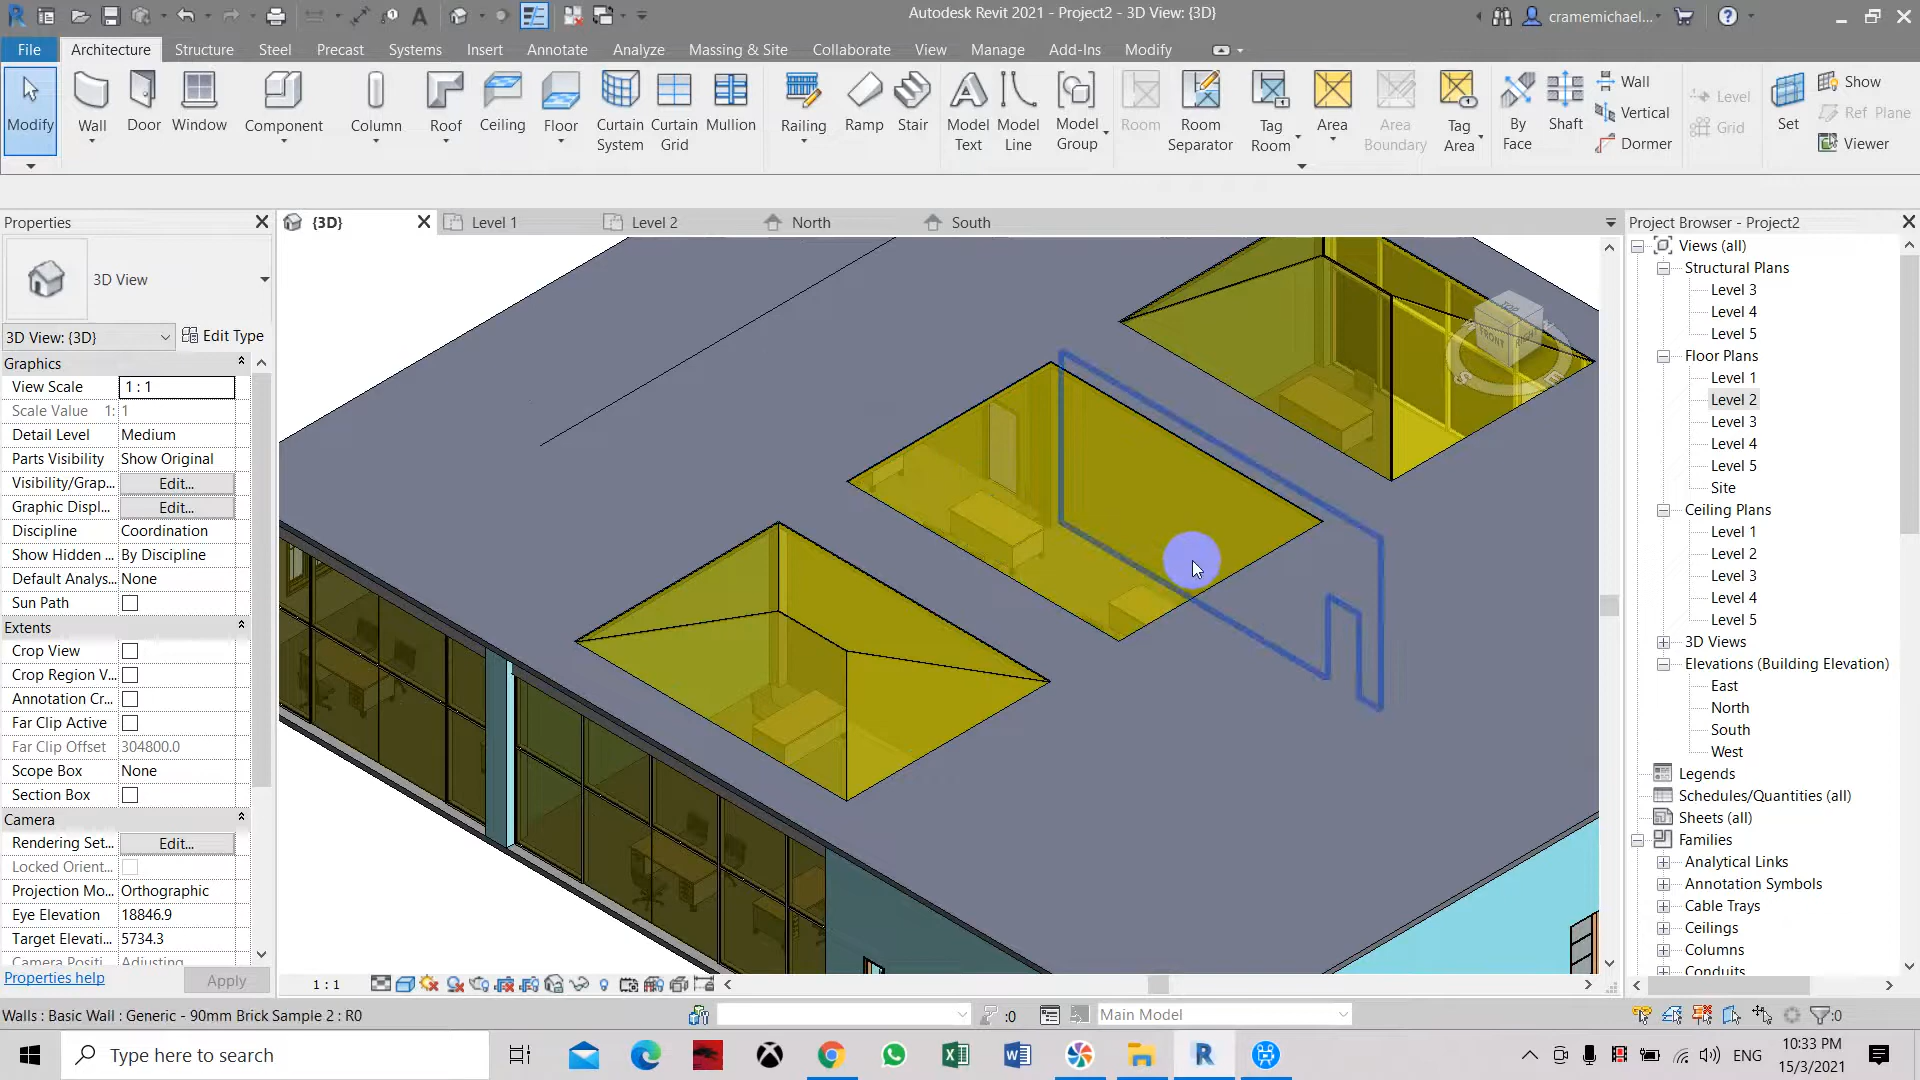 Autodesk Revit 2021 - Project2 - 3D View: {3D}
cramemichael...
File Architecture Structure Steel Precast Systems Insert Annotate Analyze Massing & Site Collaborate View Manage Add-Ins Modify
Modify
Wall
Door
Window
Component
Column
Roof
Ceiling
Floor
Curtain System
Curtain Grid
Mullion
Railing
Ramp
Stair
Model Text
Model Line
Model Group
Room
Room Separator
Tag Room
Area
Area Boundary
Tag Area
By Face
Shaft
Wall
Vertical
Dormer
Level
Grid
Set
Show
Ref Plane
Viewer
Properties
{3D}
Level 1
Level 2
North
South
Project Browser - Project2
3D View
3D View: {3D}
Edit Type
Graphics
View Scale 1 : 1
Scale Value 1: 1
Detail Level Medium
Parts Visibility Show Original
Visibility/Grap... Edit...
Graphic Displ... Edit...
Discipline Coordination
Show Hidden ... By Discipline
Default Analys... None
Sun Path
Extents
Crop View
Crop Region V...
Annotation Cr...
Far Clip Active
Far Clip Offset 304800.0
Scope Box None
Section Box
Camera
Rendering Set... Edit...
Locked Orient...
Projection Mo... Orthographic
Eye Elevation 18846.9
Target Elevati... 5734.3
Camera Positi... Adjusting
Properties help
Apply
TOP
FRONT
RIGHT
S
E
Views (all)
Structural Plans
Level 3
Level 4
Level 5
Floor Plans
Level 1
Level 2
Level 3
Level 4
Level 5
Site
Ceiling Plans
Level 1
Level 2
Level 3
Level 4
Level 5
3D Views
Elevations (Building Elevation)
East
North
South
West
Legends
Schedules/Quantities (all)
Sheets (all)
Families
Analytical Links
Annotation Symbols
Cable Trays
Ceilings
Columns
Conduits
1 : 1
Walls : Basic Wall : Generic - 90mm Brick Sample 2 : R0
:0
Main Model
:0
Type here to search
ENG
10:33 PM
15/3/2021